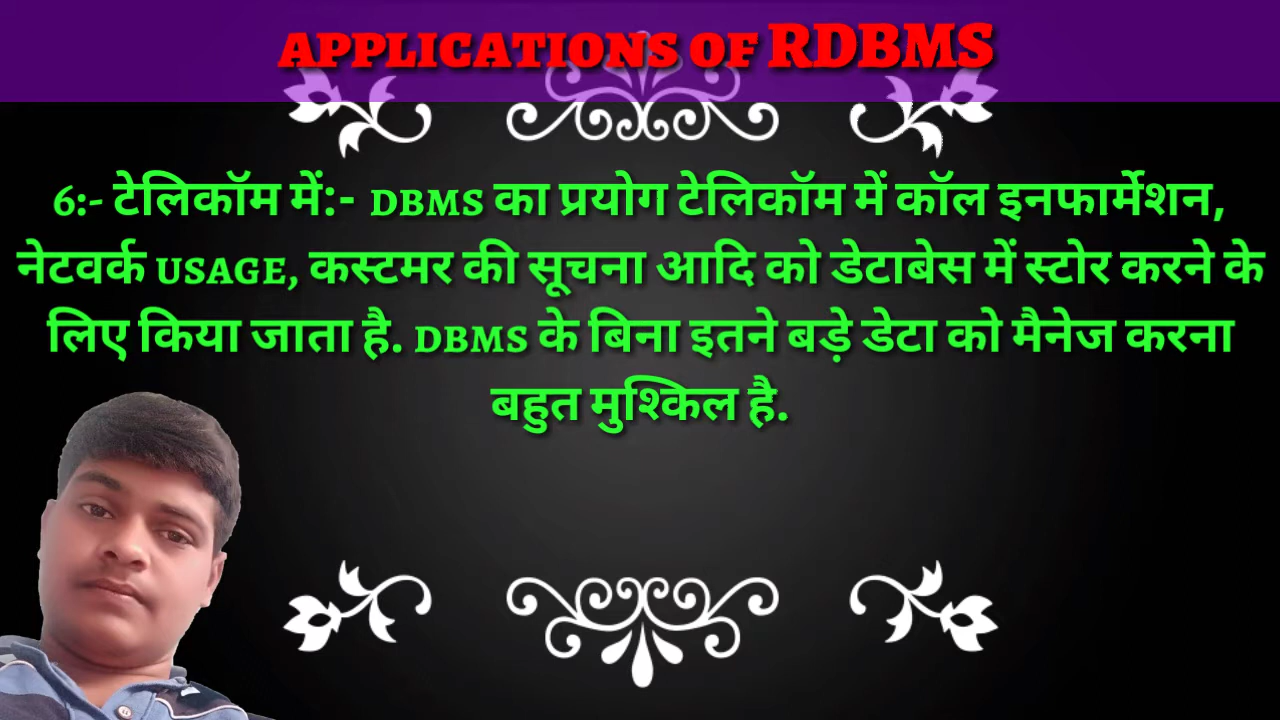 APPLICATIONS OF RDBMS
6:- टेलिकॉम में:- DBMS का प्रयोग टेलिकॉम में कॉल इनफार्मेशन,
नेटवर्क USAGE, कस्टमर की सूचना आदि को डेटाबेस में स्टोर करने के
लिए किया जाता है. DBMS के बिना इतने बड़े डेटा को मैनेज करना
बहुत मुश्किल है.